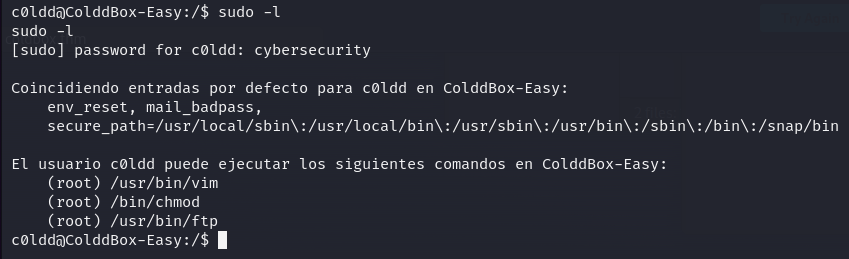 c0ldd@ColddBox-Easy:/$ sudo -l
sudo -l
[sudo] password for c0ldd: cybersecurity
Coincidiendo entradas por defecto para c0ldd en ColddBox-Easy:
env_reset, mail_badpass,
secure_path=/usr/local/sbin\:/usr/local/bin\:/usr/sbin\:/usr/bin\:/sbin\:/bin\:/snap/bin
El usuario c0ldd puede ejecutar los siguientes comandos en ColddBox-Easy:
(root) /usr/bin/vim
(root) /bin/chmod
(root) /usr/bin/ftp
c0ldd@ColddBox-Easy:/$